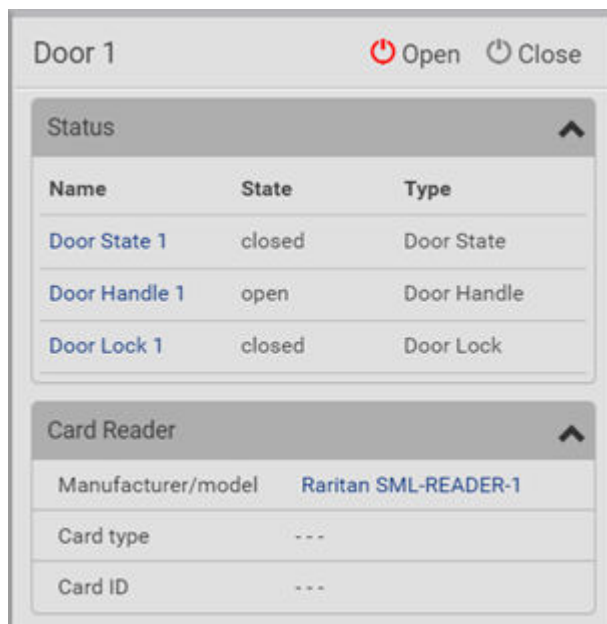 Door 1 Open Close
Status
Name State Type
Door State 1 closed Door State
Door Handle 1 open Door Handle
Door Lock 1 closed Door Lock
Card Reader
Manufacturer/model Raritan SML-READER-1
Card type ---
Card ID ---